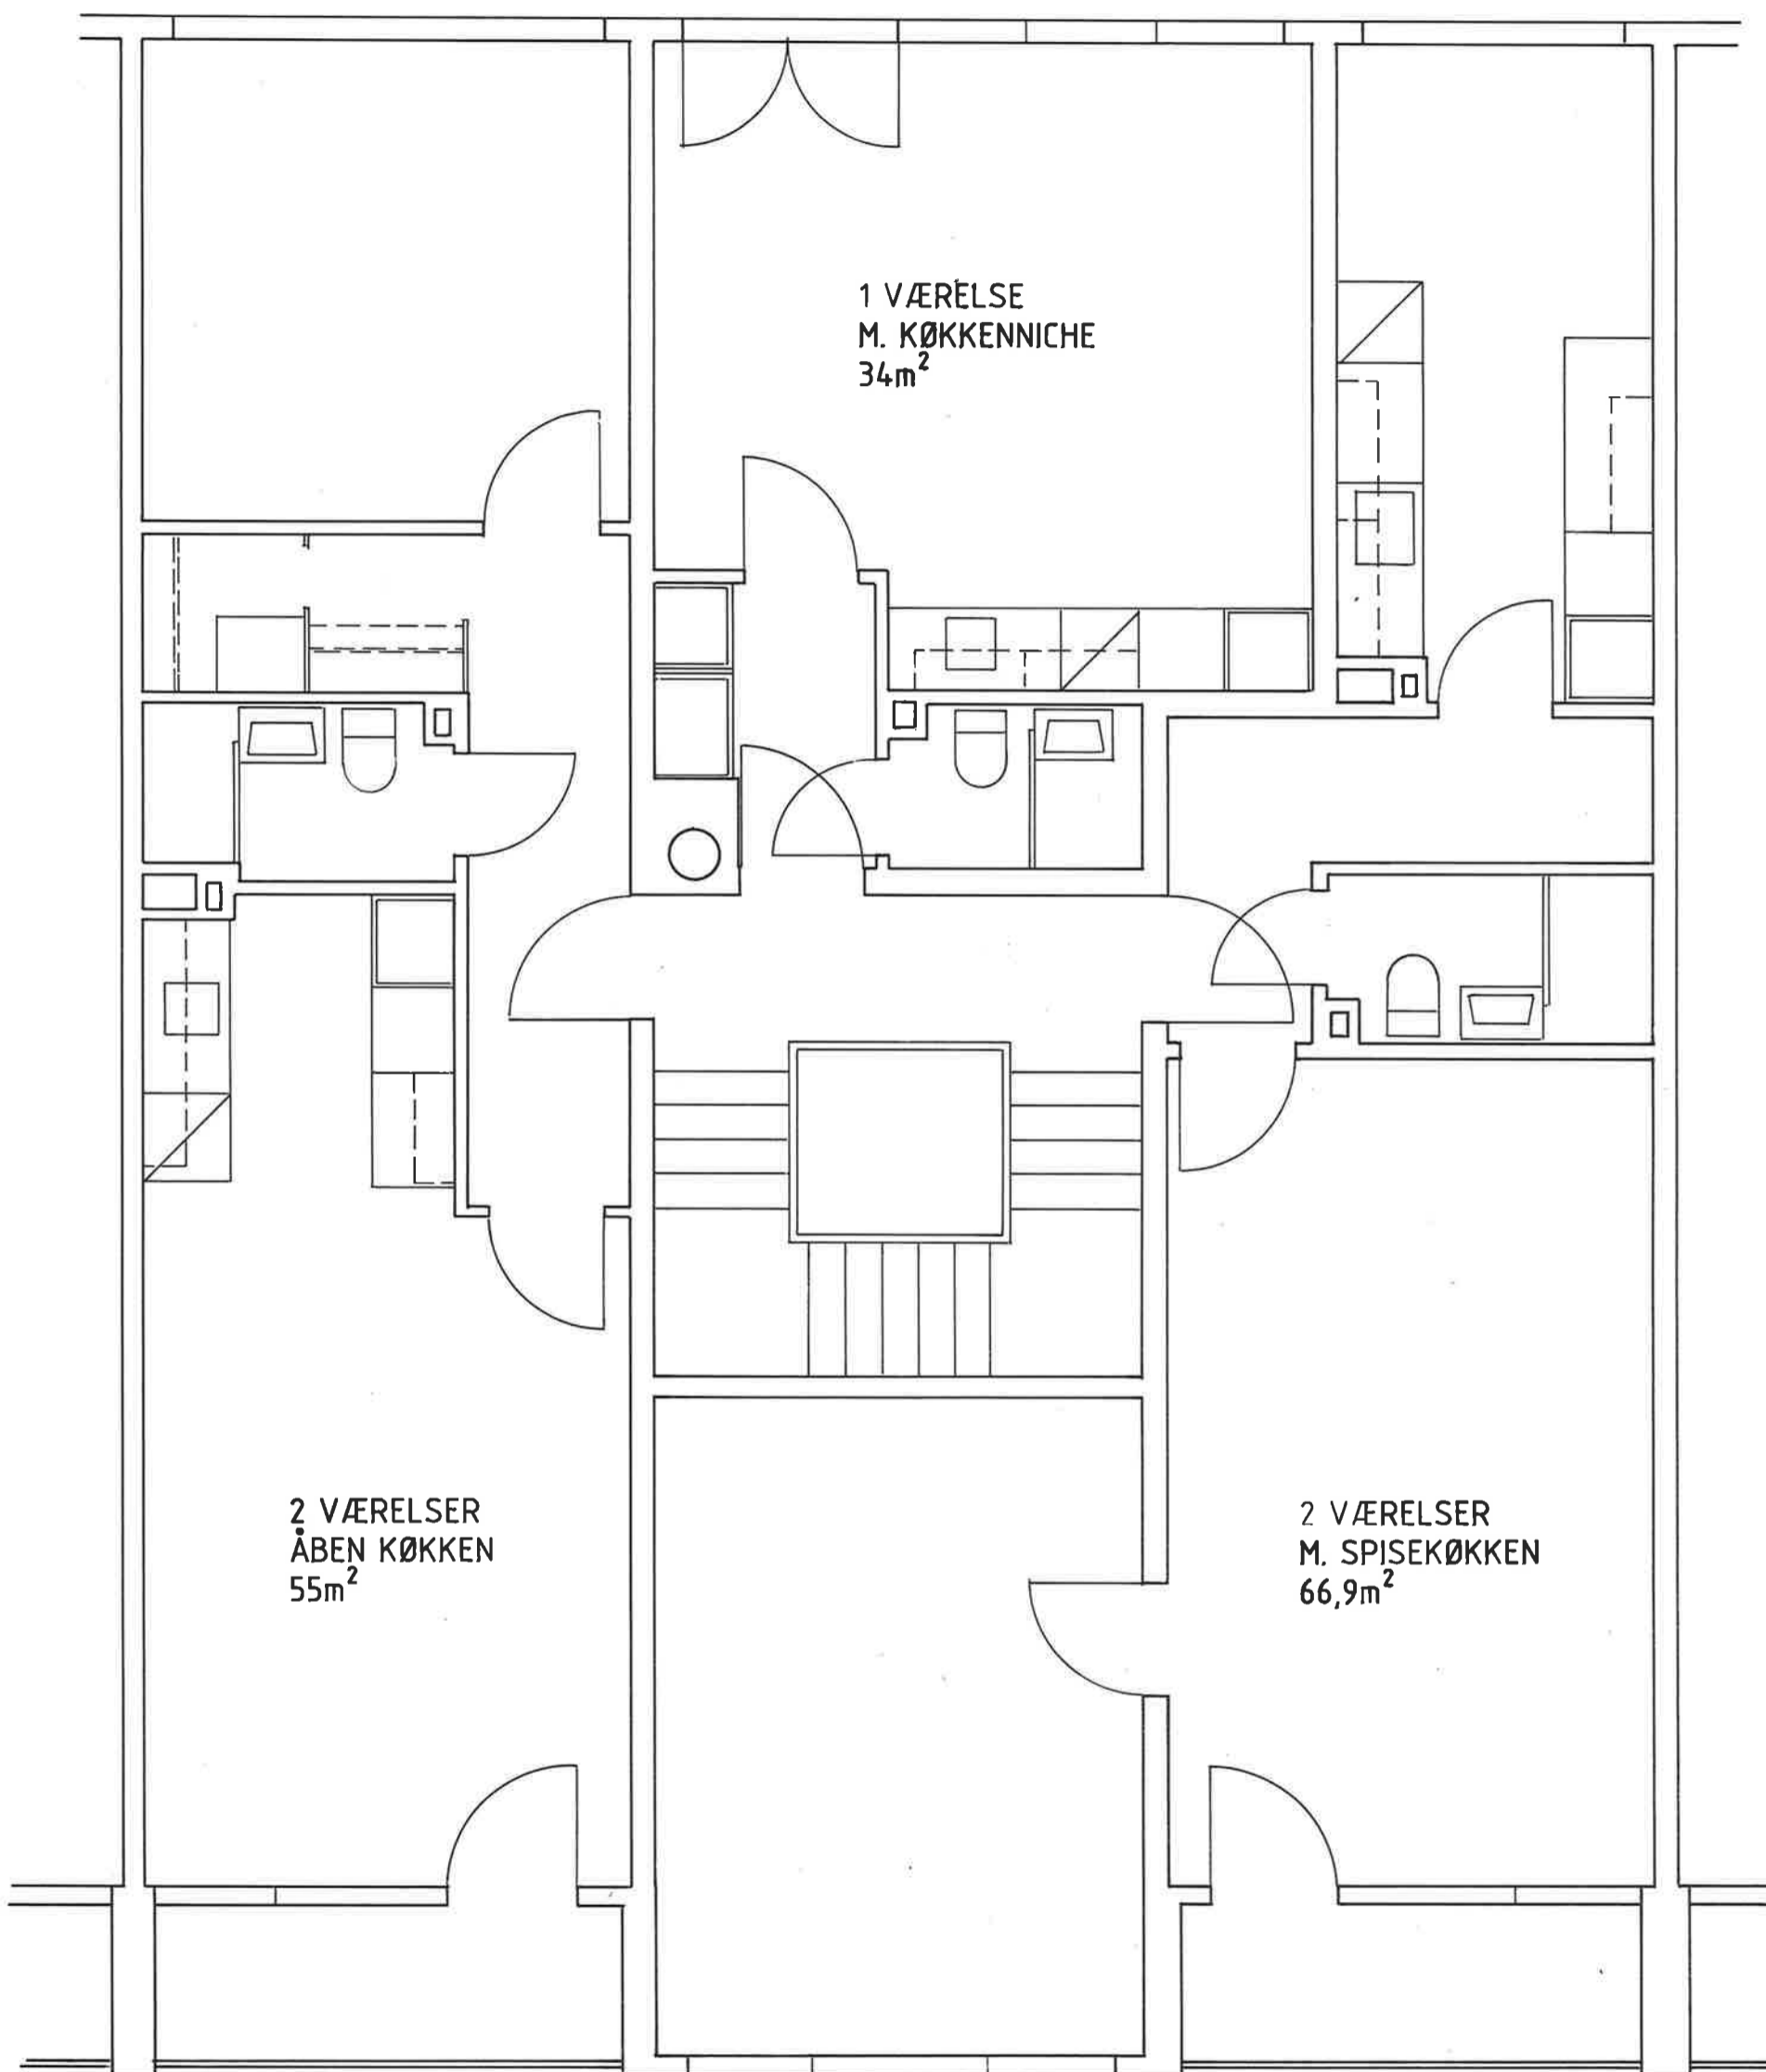 1 VÆRELSE
M. KØKKENNICHE
34m²
2 VÆRELSER
ÅBEN KØKKEN
55m²
2 VÆRELSER
M. SPISEKØKKEN
66,9m²